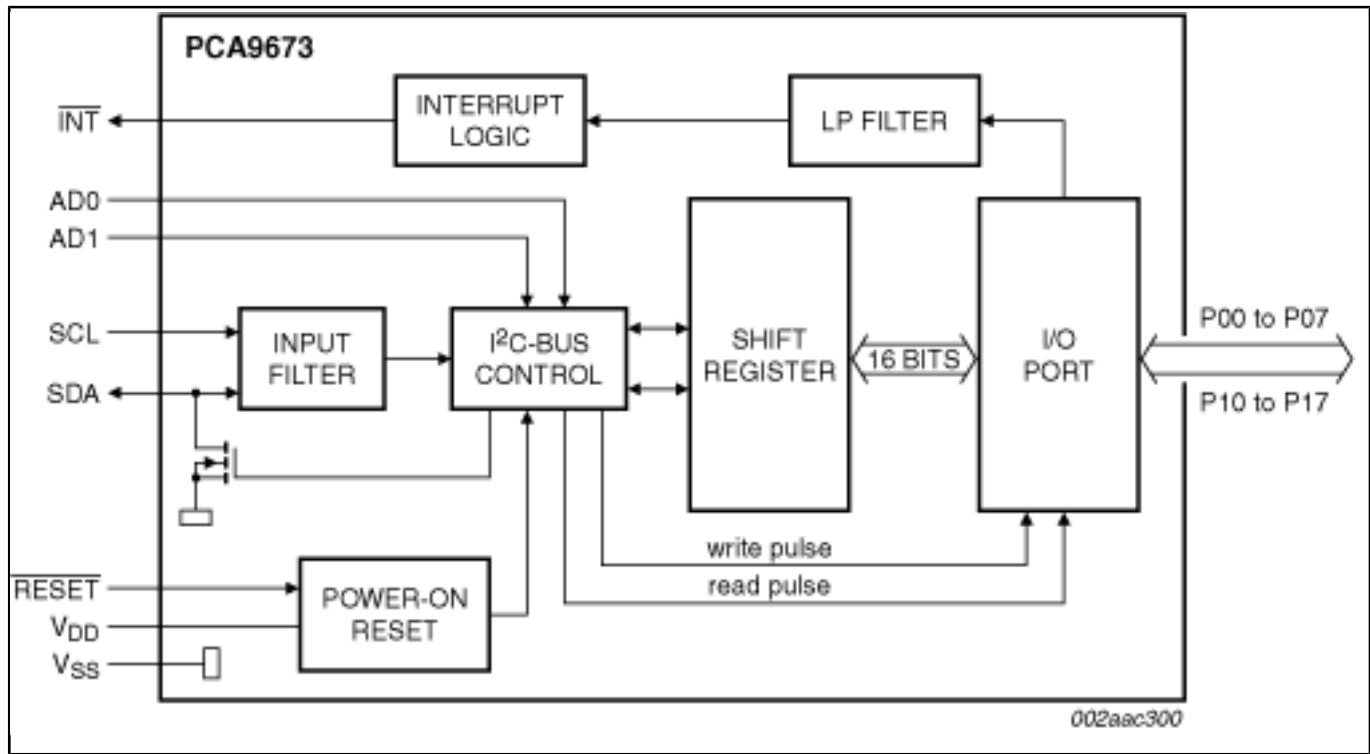 PCA9673
INTERRUPT
LOGIC
LP FILTER
INT
AD0
AD1
SCL
SDA
INPUT
FILTER
I²C-BUS
CONTROL
SHIFT
REGISTER
16 BITS
I/O
PORT
P00 to P07
P10 to P17
write pulse
read pulse
RESET
VDD
VSS
POWER-ON
RESET
002aac300